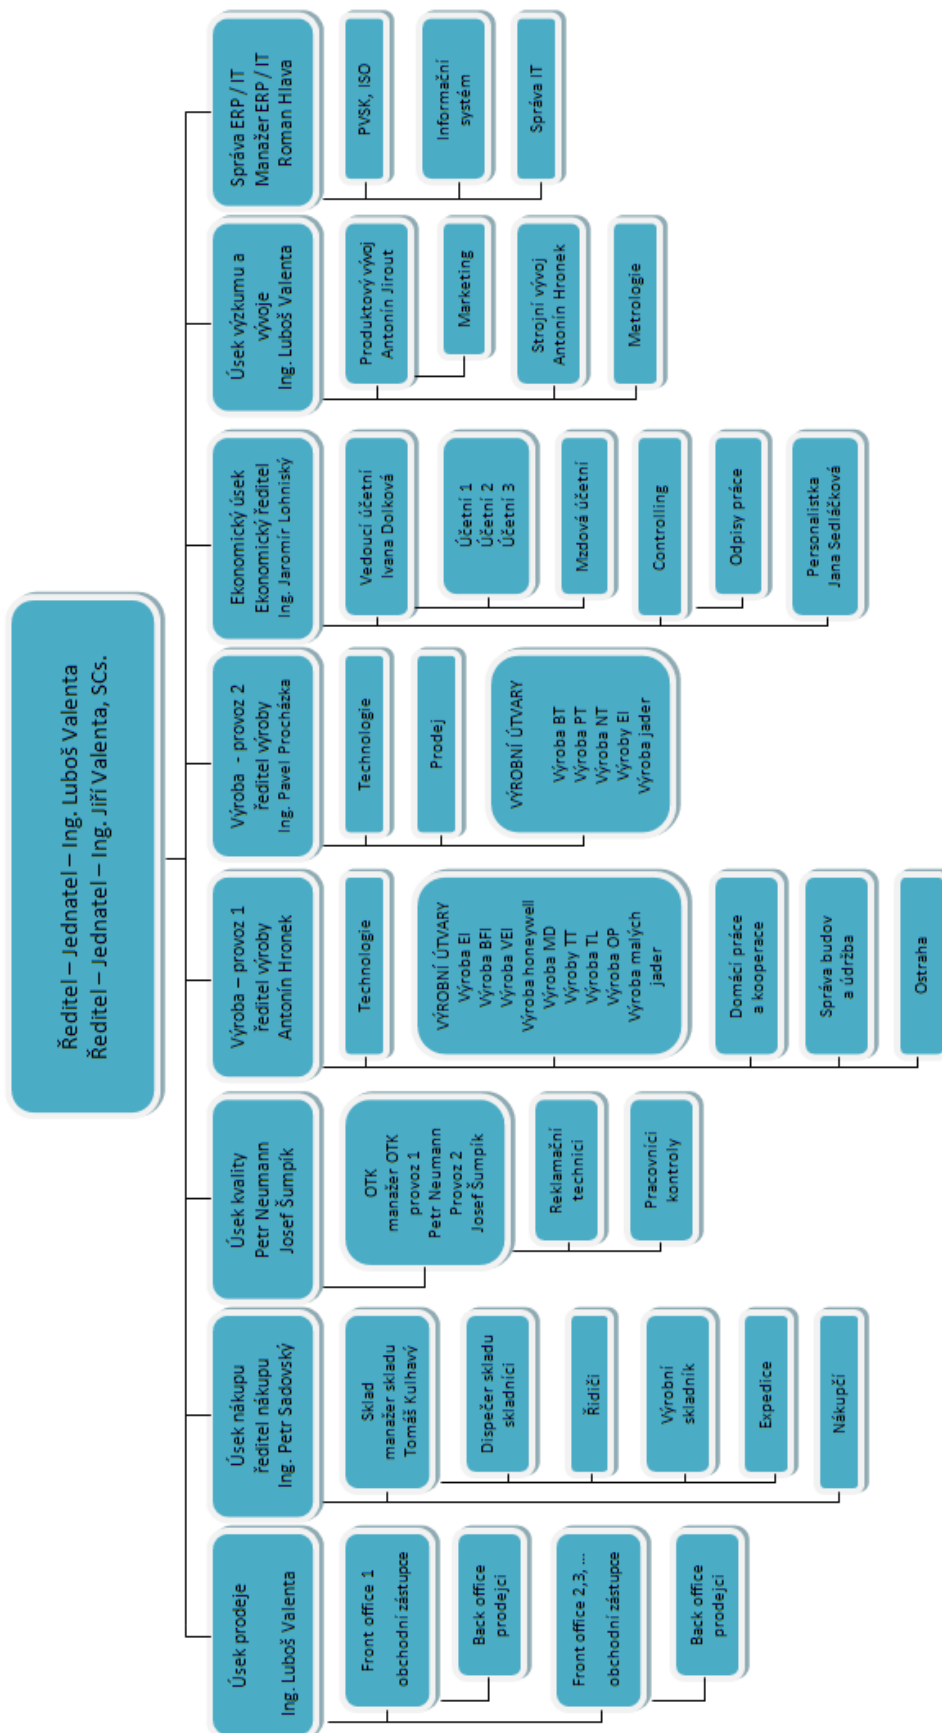 Ředitel – Jednatel – Ing. Luboš Valenta
Ředitel – Jednatel – Ing. Jiří Valenta, SCs.
Úsek prodeje
Ing. Luboš Valenta
Front office 1
obchodní zástupce
Back office
prodejci
Front office 2,3, ...
obchodní zástupce
Back office
prodejci
Úsek nákupu
ředitel nákupu
Ing. Petr Sadovský
Sklad
manažer skladu
Tomáš Kulhavý
Dispečer skladu
skladníci
Řidiči
Výrobní
skladník
Expedice
Nákupčí
Úsek kvality
Petr Neumann
Josef Šumpík
OTK
manažer OTK
provoz 1
Petr Neumann
Provoz 2
Josef Šumpík
Reklamační
technici
Pracovníci
kontroly
Výroba – provoz 1
ředitel výroby
Antonín Hronek
Technologie
VÝROBNÍ ÚTVARY
Výroba EI
Výroba BFI
Výroba VEI
Výroba honeywell
Výroba MD
Výroby TT
Výroba TL
Výroba OP
Výroba malých
jader
Domácí práce
a kooperace
Správa budov
a údržba
Ostraha
Výroba - provoz 2
ředitel výroby
Ing. Pavel Procházka
Technologie
Prodej
VÝROBNÍ ÚTVARY
Výroba BT
Výroba PT
Výroba NT
Výroby EI
Výroba jader
Ekonomický úsek
Ekonomický ředitel
Ing. Jaromír Lohniský
Vedoucí účetní
Ivana Dolková
Účetní 1
Účetní 2
Účetní 3
Mzdová účetní
Controlling
Odpisy práce
Personalistka
Jana Sedláčková
Úsek výzkumu a
vývoje
Ing. Luboš Valenta
Produktový vývoj
Antonín Jirout
Marketing
Strojní vývoj
Antonín Hronek
Metrologie
Správa ERP / IT
Manažer ERP / IT
Roman Hlava
PVSK, ISO
Informační
systém
Správa IT